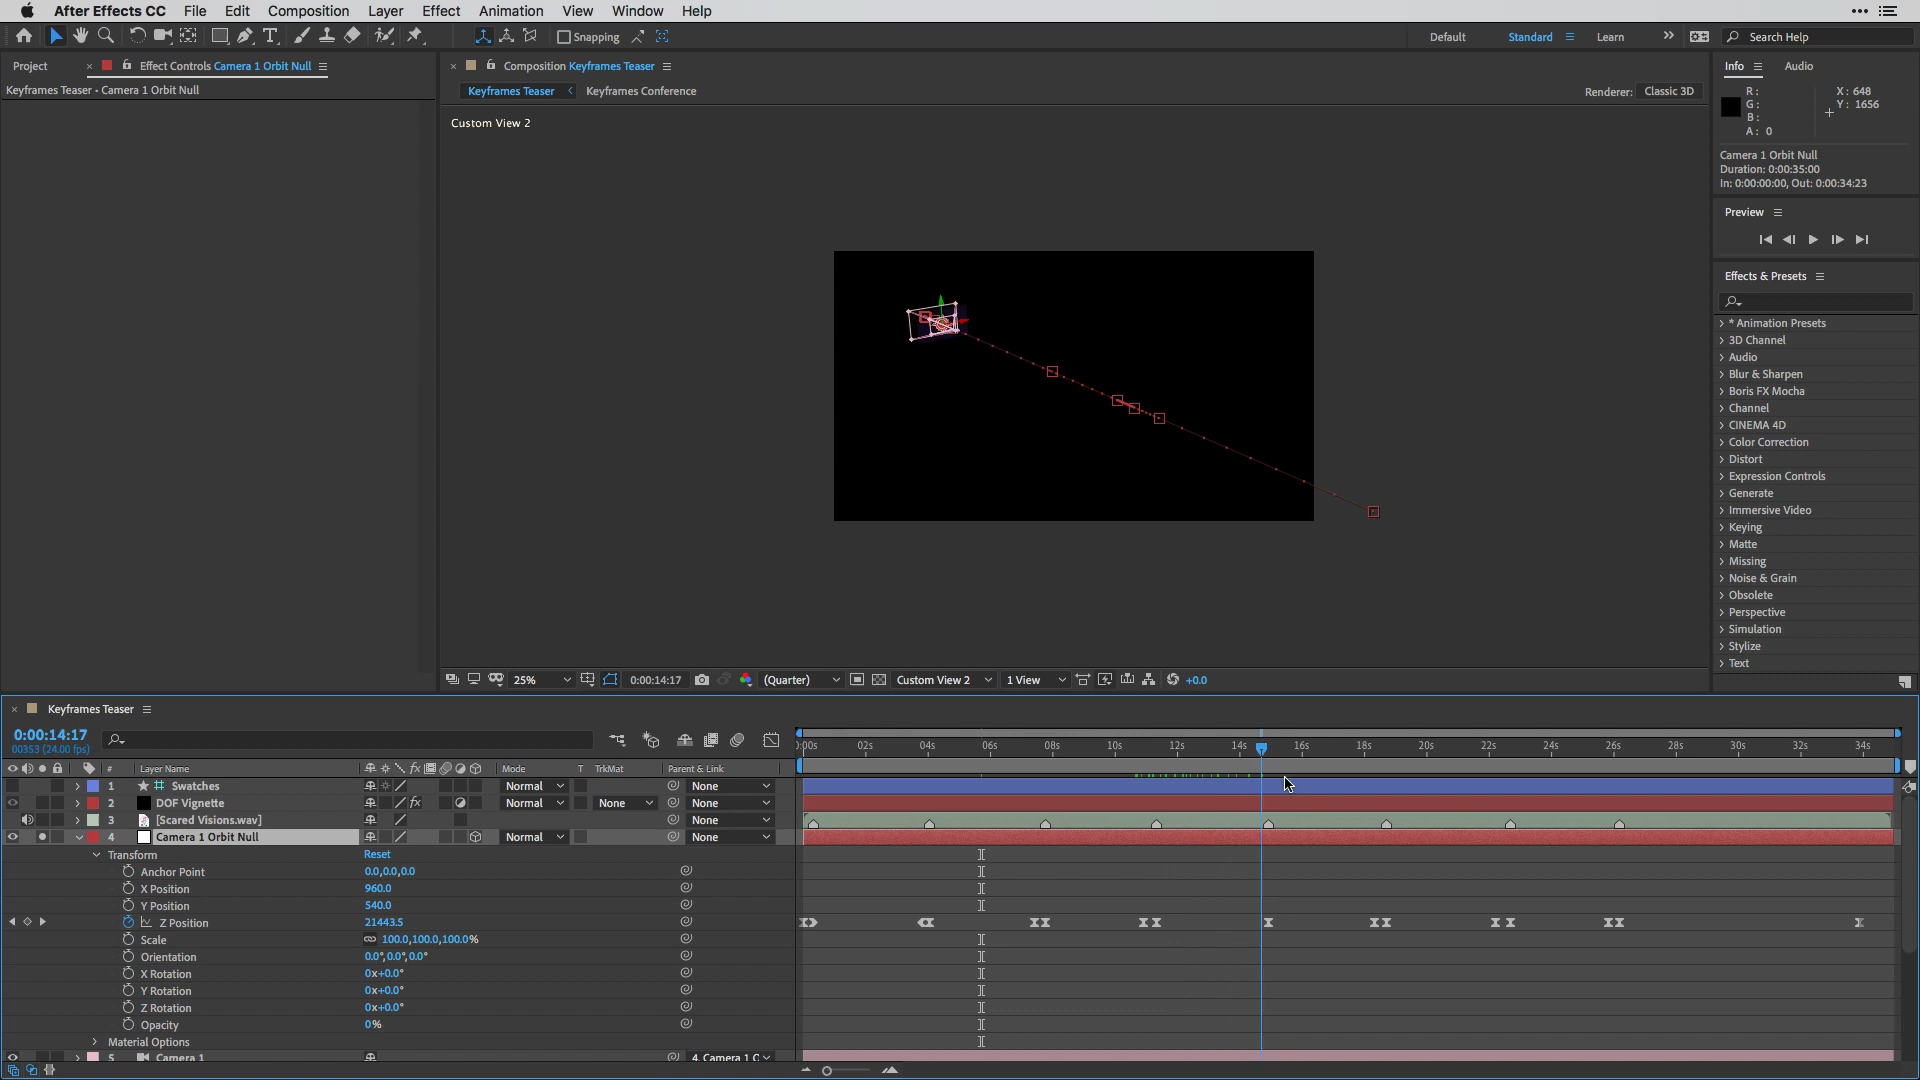 After Effects CC File Edit Composition Layer Effect Animation View Window Help
Snapping Default Standard Learn Search Help
Project Effect Controls Camera 1 Orbit Null
Keyframes Teaser • Camera 1 Orbit Null
Composition Keyframes Teaser
Keyframes Teaser Keyframes Conference Renderer: Classic 3D
Custom View 2
25% 0:00:14:17 (Quarter) Custom View 2 1 View +0.0
Info Audio
R: X: 648
G: Y: 1656
B:
A: 0
Camera 1 Orbit Null
Duration: 0:00:35:00
In: 0:00:00:00, Out: 0:00:34:23
Preview
Effects & Presets
* Animation Presets
3D Channel
Audio
Blur & Sharpen
Boris FX Mocha
Channel
CINEMA 4D
Color Correction
Distort
Expression Controls
Generate
Immersive Video
Keying
Matte
Missing
Noise & Grain
Obsolete
Perspective
Simulation
Stylize
Text
Keyframes Teaser
0:00:14:17
00353 (24.00 fps)
:00s 02s 04s 06s 08s 10s 12s 14s 16s 18s 20s 22s 24s 26s 28s 30s 32s 34s
# Layer Name fx Mode T TrkMat Parent & Link
1 Swatches Normal None
2 DOF Vignette fx Normal None None
3 [Scared Visions.wav] None
4 Camera 1 Orbit Null Normal None
Transform Reset
Anchor Point 0.0,0.0,0.0
X Position 960.0
Y Position 540.0
Z Position 21443.5
Scale 100.0,100.0,100.0%
Orientation 0.0°,0.0°,0.0°
X Rotation 0x+0.0°
Y Rotation 0x+0.0°
Z Rotation 0x+0.0°
Opacity 0%
Material Options
5 Camera 1 4. Camera 1 O